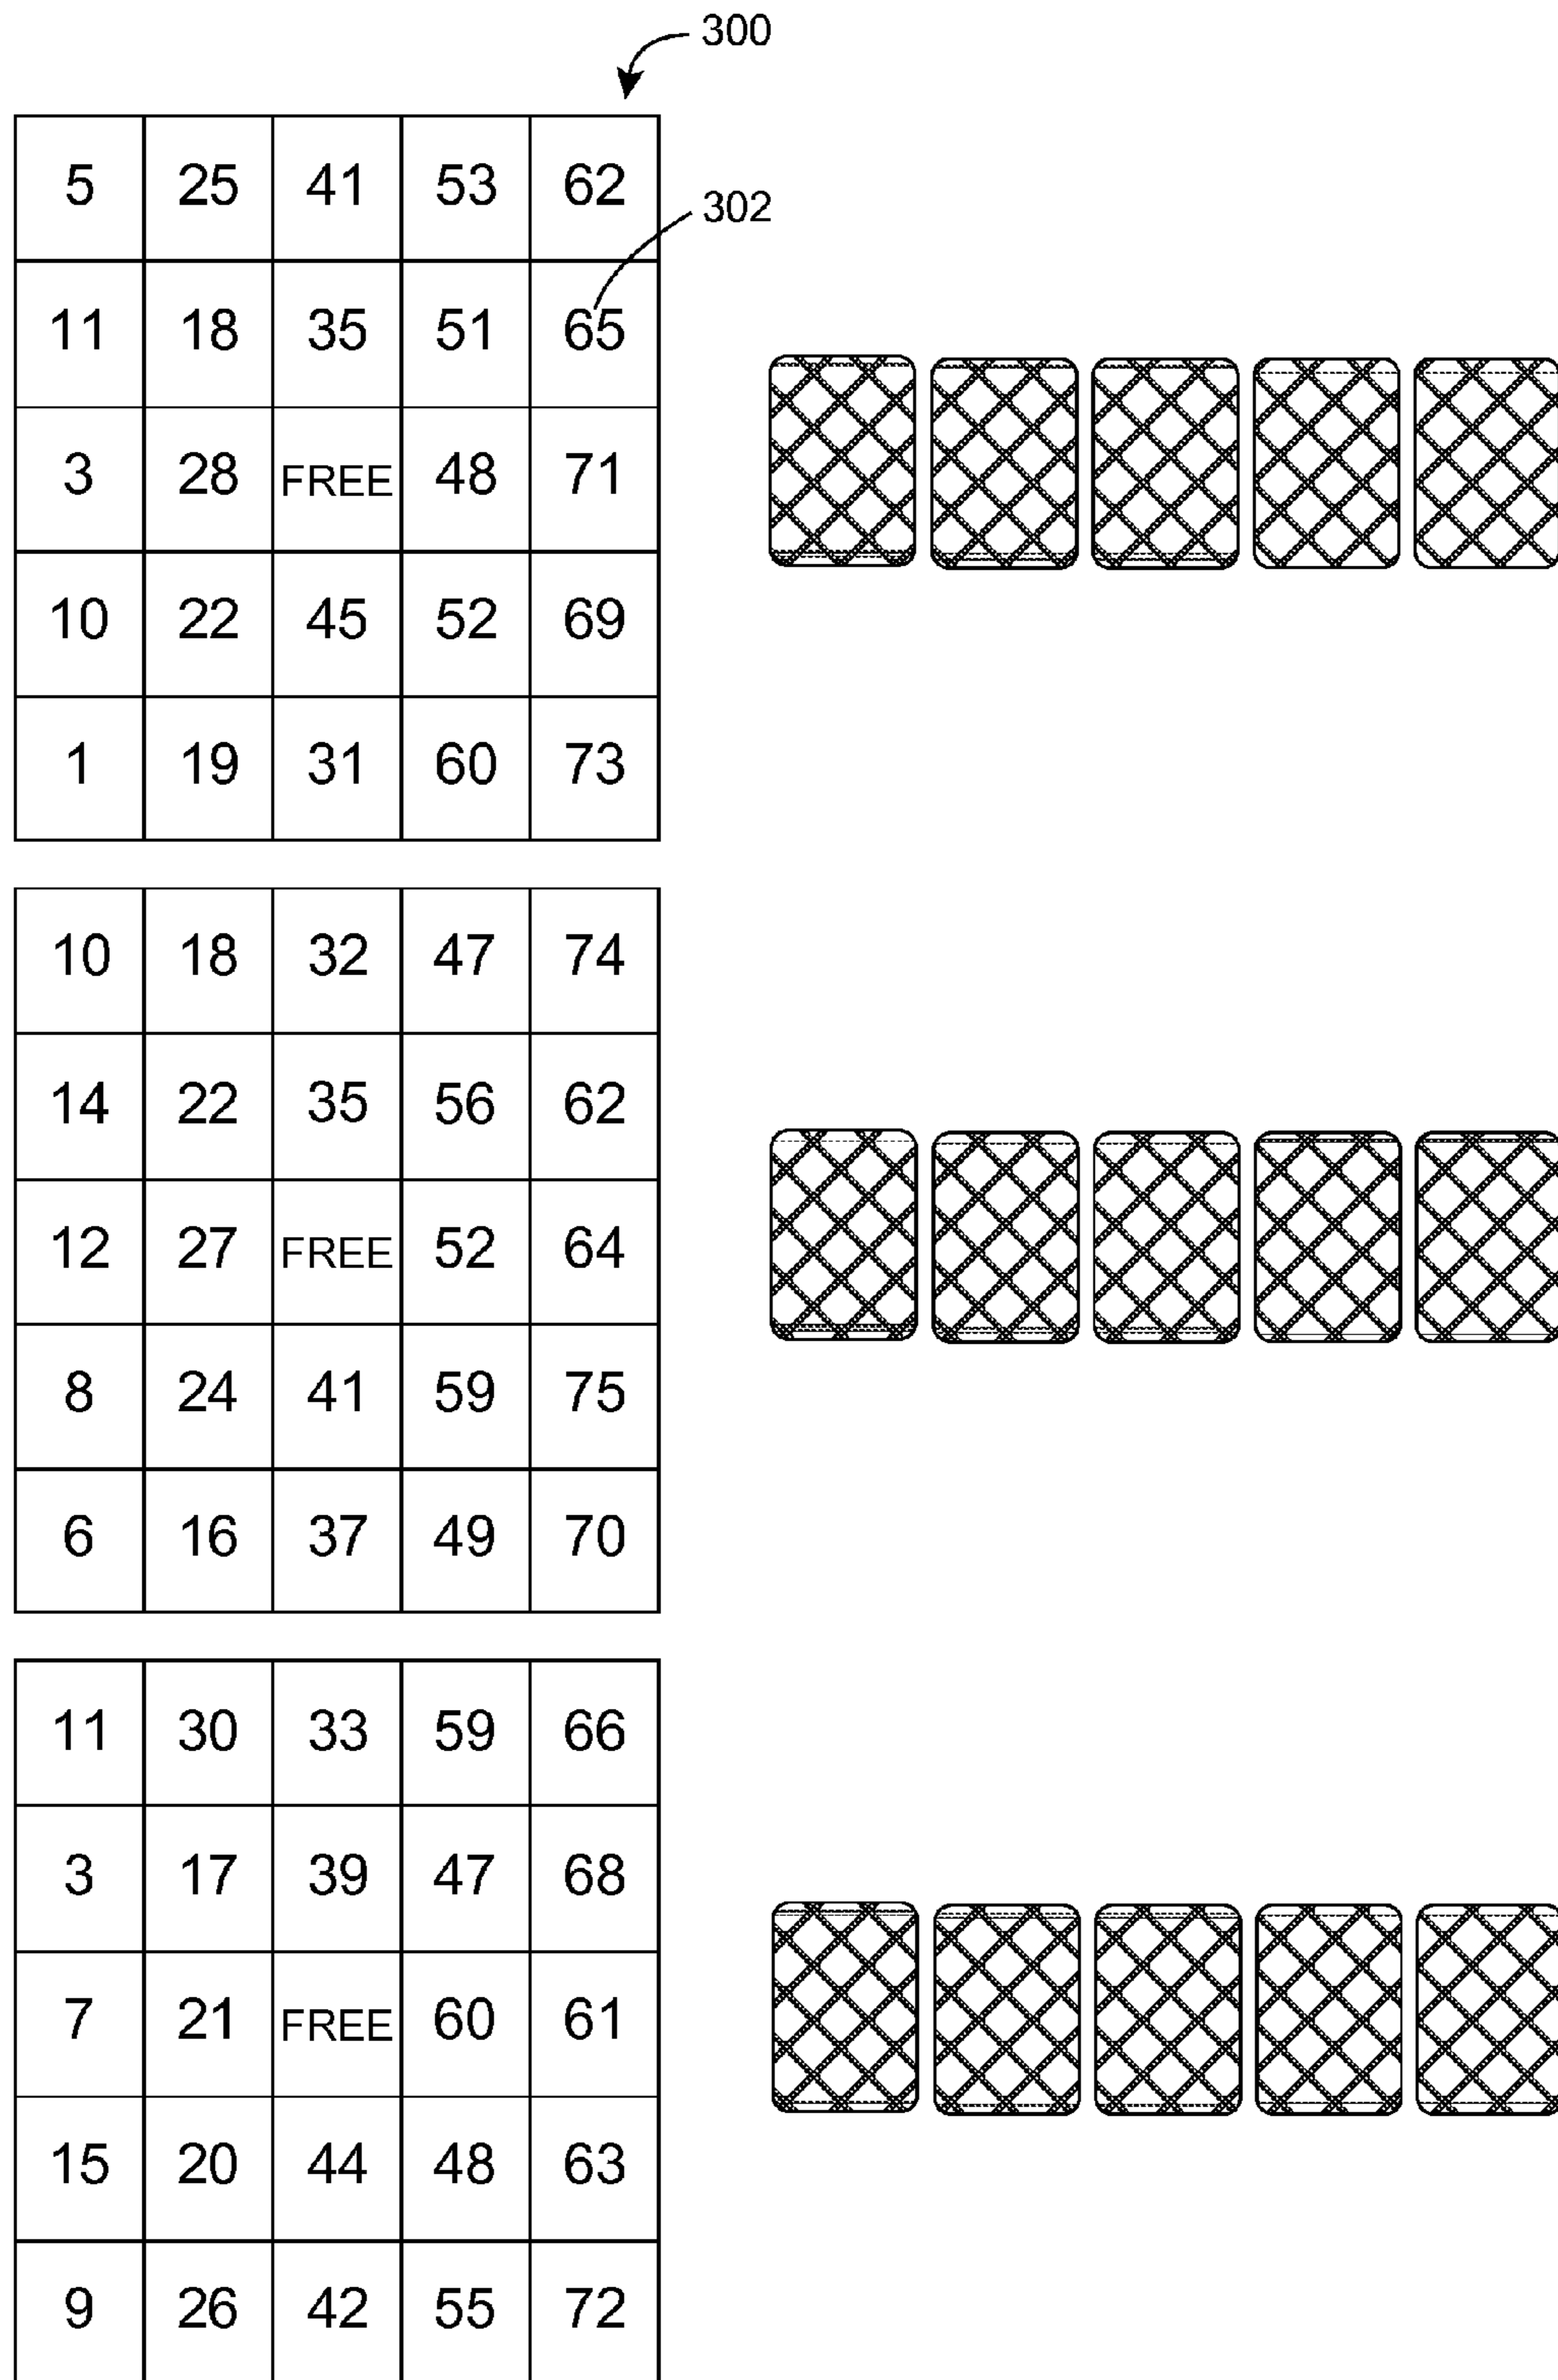 300
5 25 41 53 62
302
11 18 35 51 65
3 28 FREE 48 71
10 22 45 52 69
1 19 31 60 73
10 18 32 47 74
14 22 35 56 62
12 27 FREE 52 64
8 24 41 59 75
6 16 37 49 70
11 30 33 59 66
3 17 39 47 68
7 21 FREE 60 61
15 20 44 48 63
9 26 42 55 72